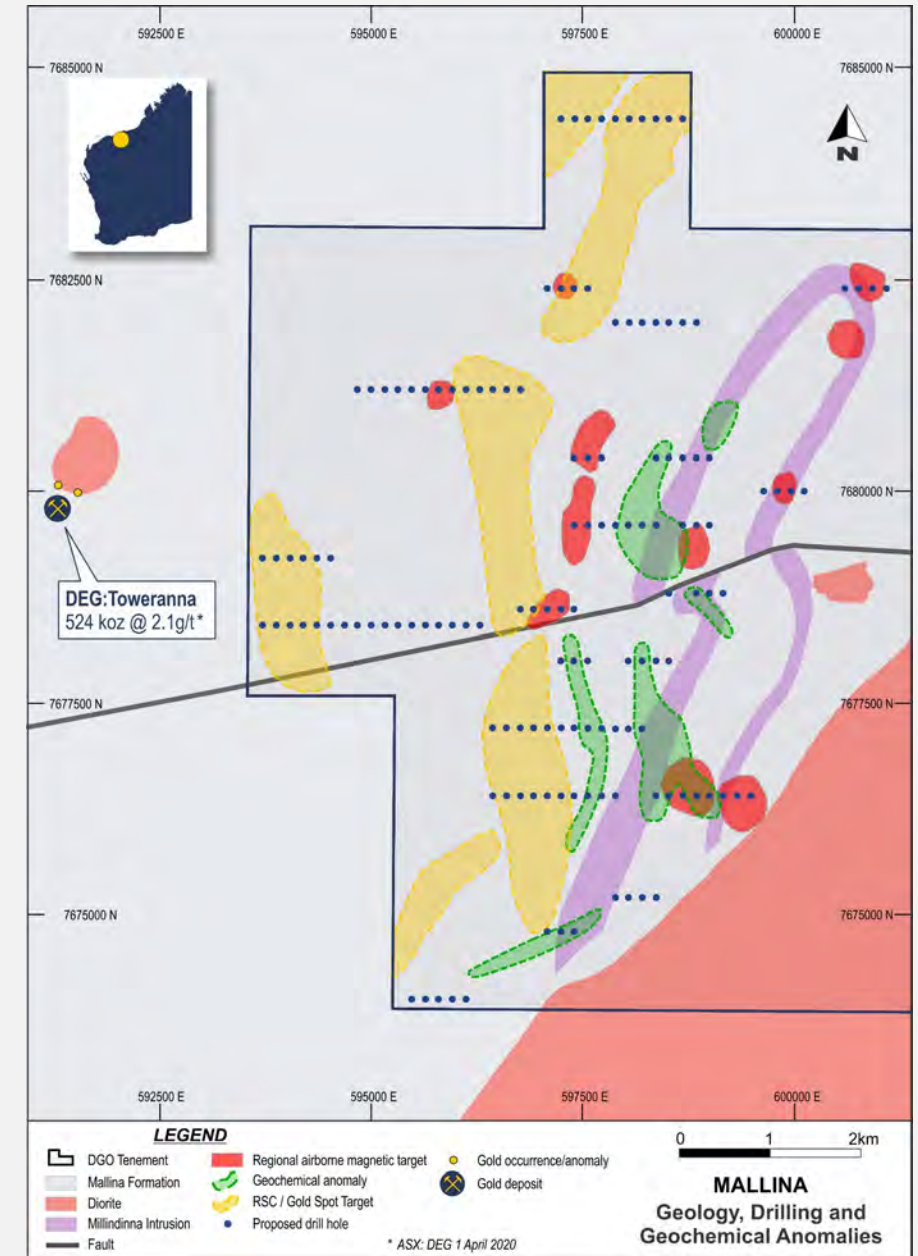 592500 E
595000 E
597500 E
600000 E
7685000 N
7685000 N
N
7682500 N
7682500 N
7680000 N
DEG:Toweranna
524 koz @ 2.1g/t*
7677500 N
7677500 N
7675000 N
7675000 N
592500 E
595000 E
597500 E
600000 E
LEGEND
DGO Tenement
Mallina Formation
Diorite
Millindinna Intrusion
Fault
Regional airborne magnetic target
Geochemical anomaly
RSC / Gold Spot Target
Proposed drill hole
Gold occurrence/anomaly
Gold deposit
* ASX: DEG 1 April 2020
0 1 2km
MALLINA
Geology, Drilling and
Geochemical Anomalies